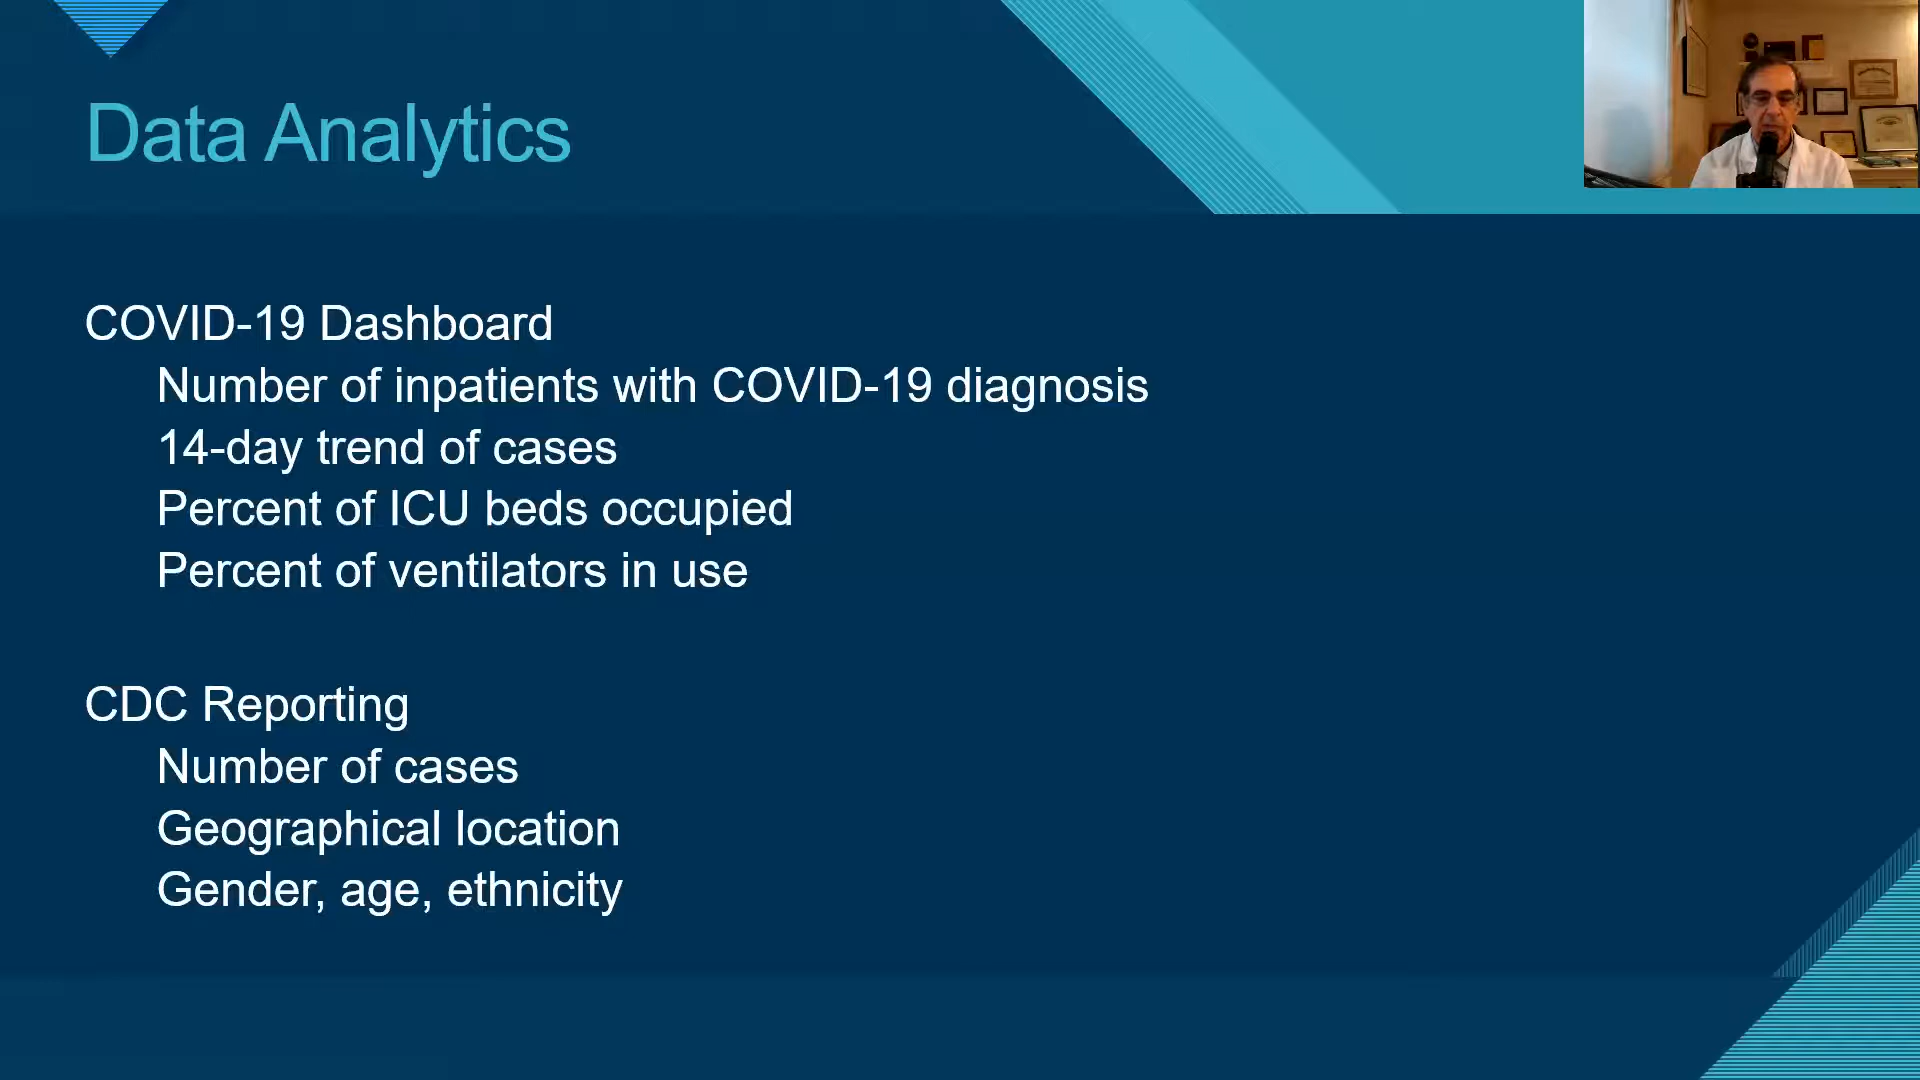 Data Analytics
COVID-19 Dashboard
Number of inpatients with COVID-19 diagnosis
14-day trend of cases
Percent of ICU beds occupied
Percent of ventilators in use
CDC Reporting
Number of cases
Geographical location
Gender, age, ethnicity